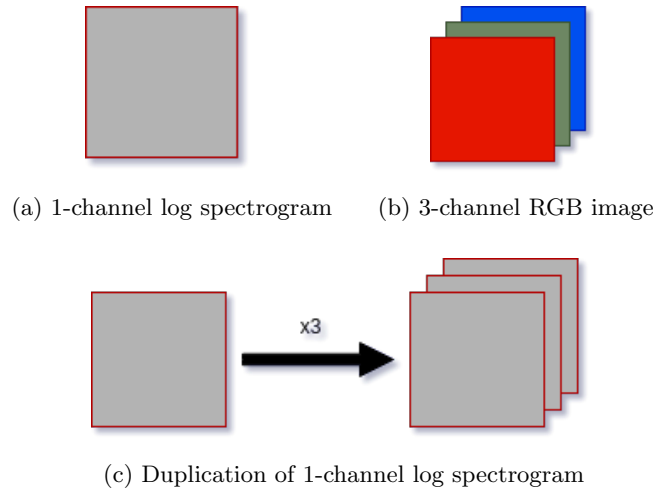 (a) 1-channel log spectrogram
(b) 3-channel RGB image
x3
(c) Duplication of 1-channel log spectrogram